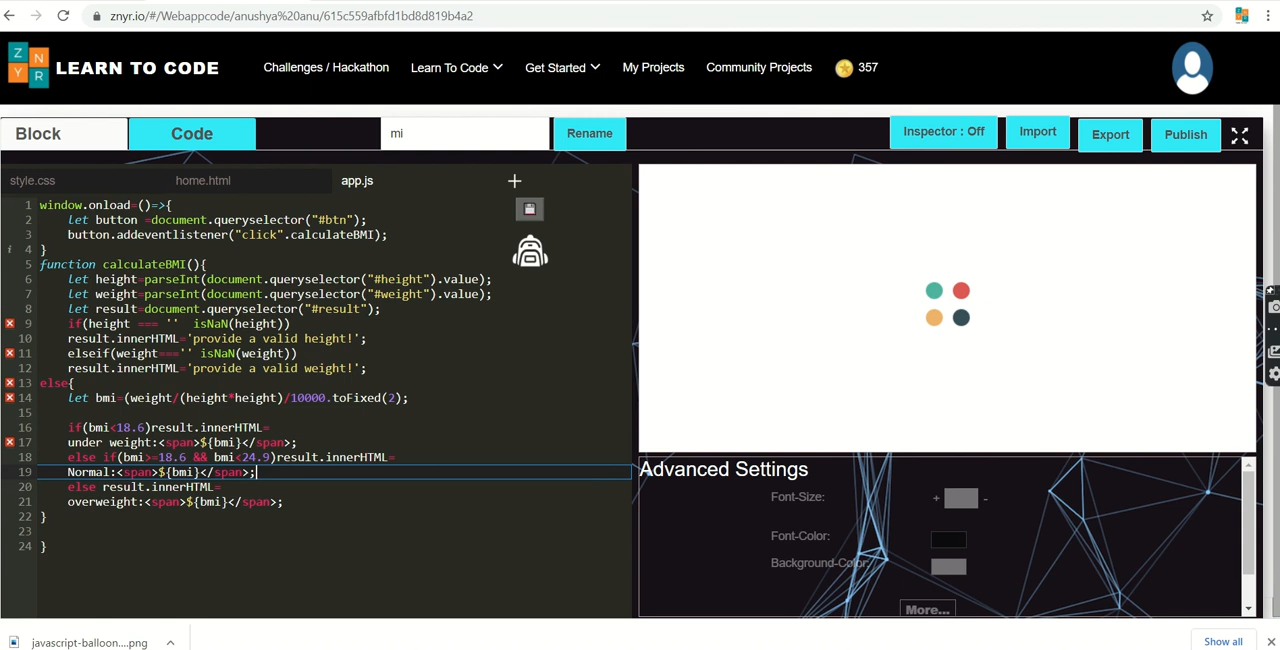 znyr.io/#/Webappcode/anushya%20anu/615c559afbfd1bd8d819b4a2
Z N Y R LEARN TO CODE Challenges / Hackathon Learn To Code Get Started My Projects Community Projects 357
Block Code mi Rename Inspector : Off Import Export Publish
style.css home.html app.js +
1 window.onload=()=>{
2 let button =document.queryselector("#btn");
3 button.addeventlistener("click".calculateBMI);
i 4 }
5 function calculateBMI(){
6 let height=parseInt(document.queryselector("#height").value);
7 let weight=parseInt(document.queryselector("#weight").value);
8 let result=document.queryselector("#result");
9 if(height === '' isNaN(height))
10 result.innerHTML='provide a valid height!';
11 elseif(weight==='' isNaN(weight))
12 result.innerHTML='provide a valid weight!';
13 else{
14 let bmi=(weight/(height*height)/10000.toFixed(2);
15
16 if(bmi<18.6)result.innerHTML=
17 under weight:<span>${bmi}</span>;
18 else if(bmi>=18.6 && bmi<24.9)result.innerHTML=
19 Normal:<span>${bmi}</span>;
20 else result.innerHTML=
21 overweight:<span>${bmi}</span>;
22 }
23
24 }
Advanced Settings
Font-Size: + -
Font-Color:
Background-Color:
More...
javascript-balloon....png Show all